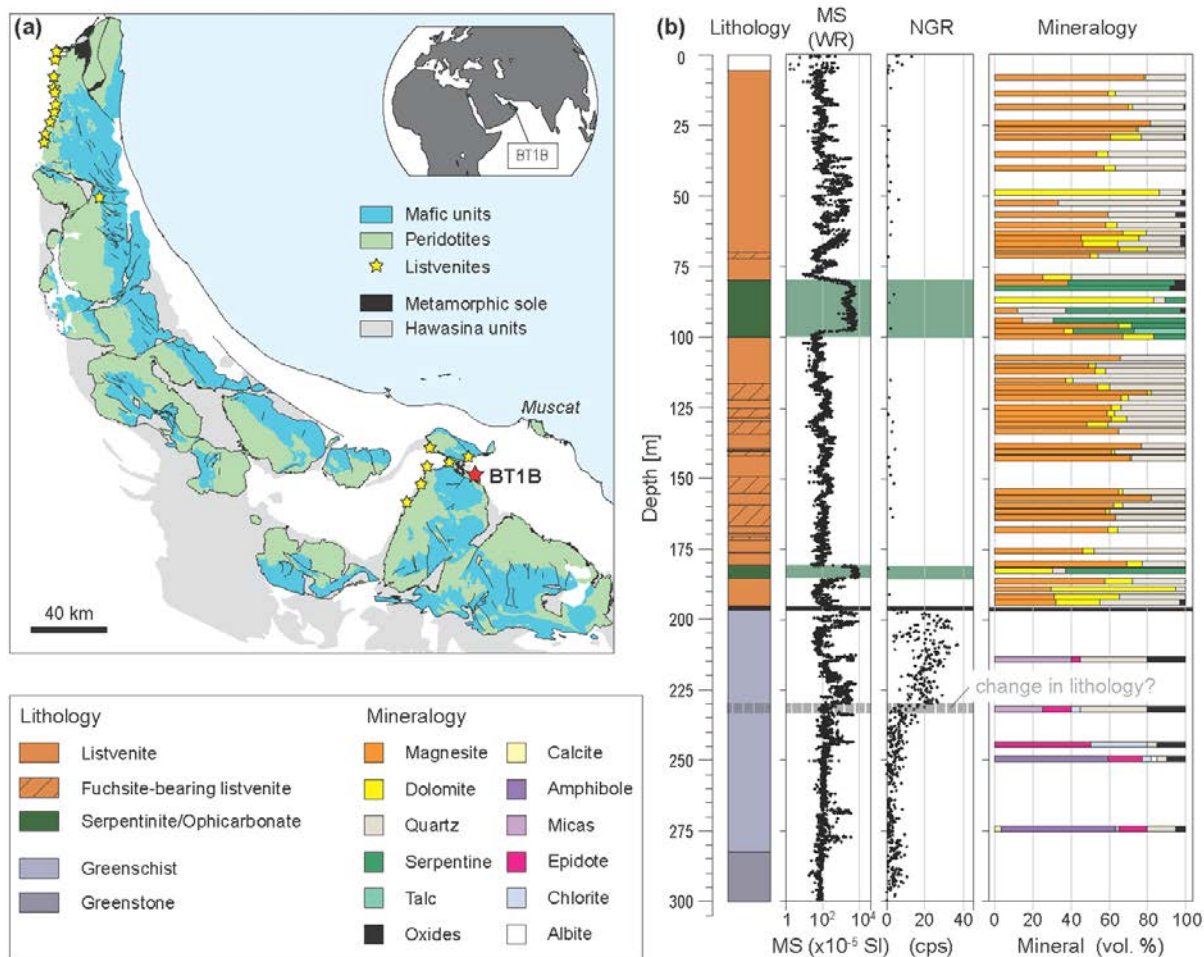 (a)
BT1B
Mafic units
Peridotites
Listvenites
Metamorphic sole
Hawasina units
Muscat
BT1B
40 km
Lithology
Listvenite
Fuchsite-bearing listvenite
Serpentinite/Ophicarbonate
Greenschist
Greenstone
Mineralogy
Magnesite
Dolomite
Quartz
Serpentine
Talc
Oxides
Calcite
Amphibole
Micas
Epidote
Chlorite
Albite
(b)
Lithology
MS
(WR)
NGR
Mineralogy
Depth [m]
0
25
50
75
100
125
150
175
200
225
250
275
300
change in lithology?
1 10² 10⁴
MS (x10⁻⁵ SI)
0 20 40
(cps)
0 20 40 60 80 100
Mineral (vol. %)